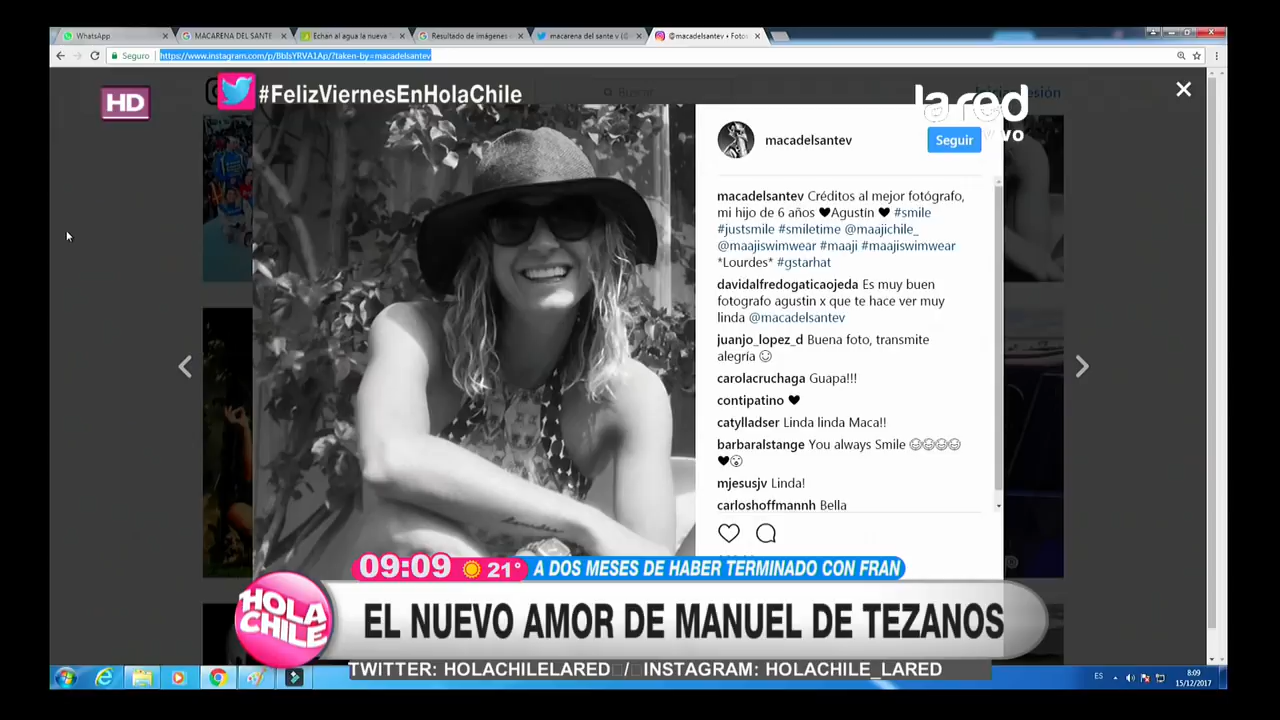 WhatsApp
MACARENA DEL SANTE
Echan al agua la nueva
Resultado de imágenes
macarena del sante v (@
@macadelsantev • Fotos
Seguro
https://www.instagram.com/p/BbIsYRVA1Ap/?taken-by=macadelsantev
HD
#FelizViernesEnHolaChile
Buscar
sesión
la red
vivo
macadelsantev
Seguir
macadelsantev Créditos al mejor fotógrafo,
mi hijo de 6 años ♥Agustín ♥ #smile
#justsmile #smiletime @maajichile_
@maajiswimwear #maaji #maajiswimwear
*Lourdes* #gstarhat
davidalfredogaticaojeda Es muy buen
fotografo agustin x que te hace ver muy
linda @macadelsantev
juanjo_lopez_d Buena foto, transmite
alegría
carolacruchaga Guapa!!!
contipatino ♥
catylladser Linda linda Maca!!
barbaralstange You always Smile
♥
mjesusjv Linda!
carloshoffmannh Bella
09:09 21° A DOS MESES DE HABER TERMINADO CON FRAN
HOLA
CHILE
EL NUEVO AMOR DE MANUEL DE TEZANOS
TWITTER: HOLACHILELARED / INSTAGRAM: HOLACHILE_LARED
ES
8:09
15/12/2017